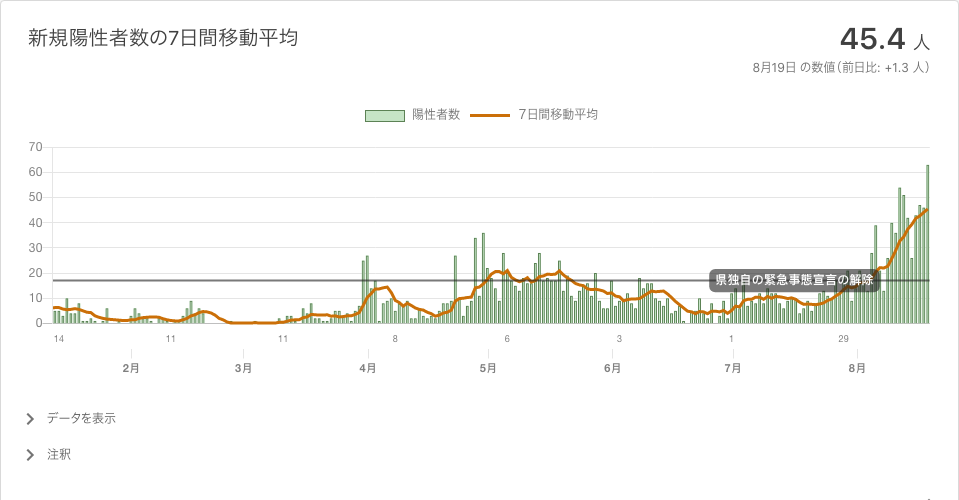 新規陽性者数の7日間移動平均
45.4 人
8月19日 の数値（前日比: +1.3 人）
陽性者数 7日間移動平均
70
60
50
40
30
20
県独自の緊急事態宣言の解除
10
0
14 11 11 8 6 3 1 29
2月 3月 4月 5月 6月 7月 8月
データを表示
注釈